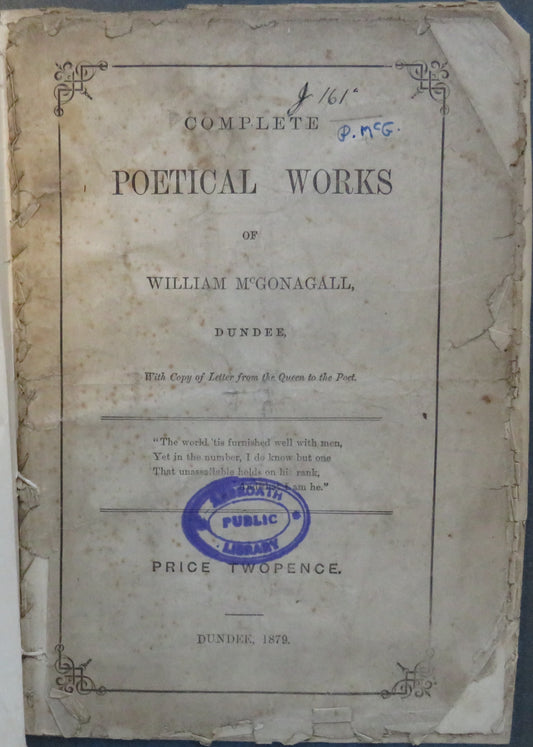 J 161a
COMPLETE
P. McG.
POETICAL WORKS
OF
WILLIAM McGONAGALL,
DUNDEE,
With Copy of Letter from the Queen to the Poet.
"The world 'tis furnished well with men,
Yet in the number, I do know but one
That unassailable holds on his rank,
I am he."
ARBROATH
PUBLIC
LIBRARY
PRICE TWOPENCE.
DUNDEE, 1879.